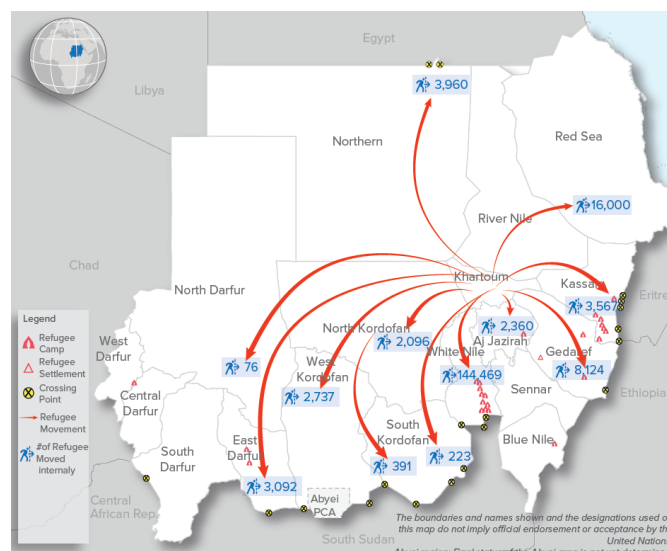 Egypt
Libya
3,960
Northern
Red Sea
16,000
River Nile
Chad
Khartoum
Kassala
Eritre
North Darfur
3,567
Legend
Refugee
Camp
Refugee
Settlement
Crossing
Point
Refugee
Movement
#of Refugee
Moved
internaly
North Kordofan
2,096
2,360
Aj Jazirah
West
Darfur
West
Kordofan
White Nile
Gedaref
76
144,469
8,124
Central
Darfur
2,737
Sennar
Ethiopia
South
Kordofan
Blue Nile
South
Darfur
East
Darfur
391
223
3,092
Abyei
PCA
Central
African Rep.
South Sudan
The boundaries and names shown and the designations used o
this map do not imply official endorsement or acceptance by th
United Nation